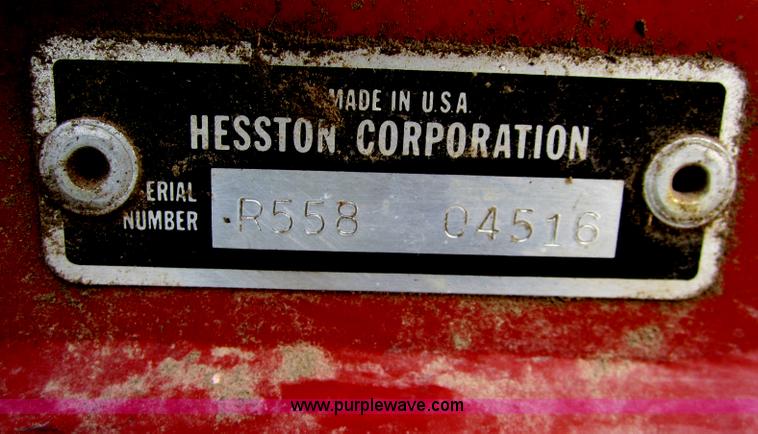 MADE IN U.S.A.
HESSTON CORPORATION
ERIAL
NUMBER
R558 04516
www.purplewave.com